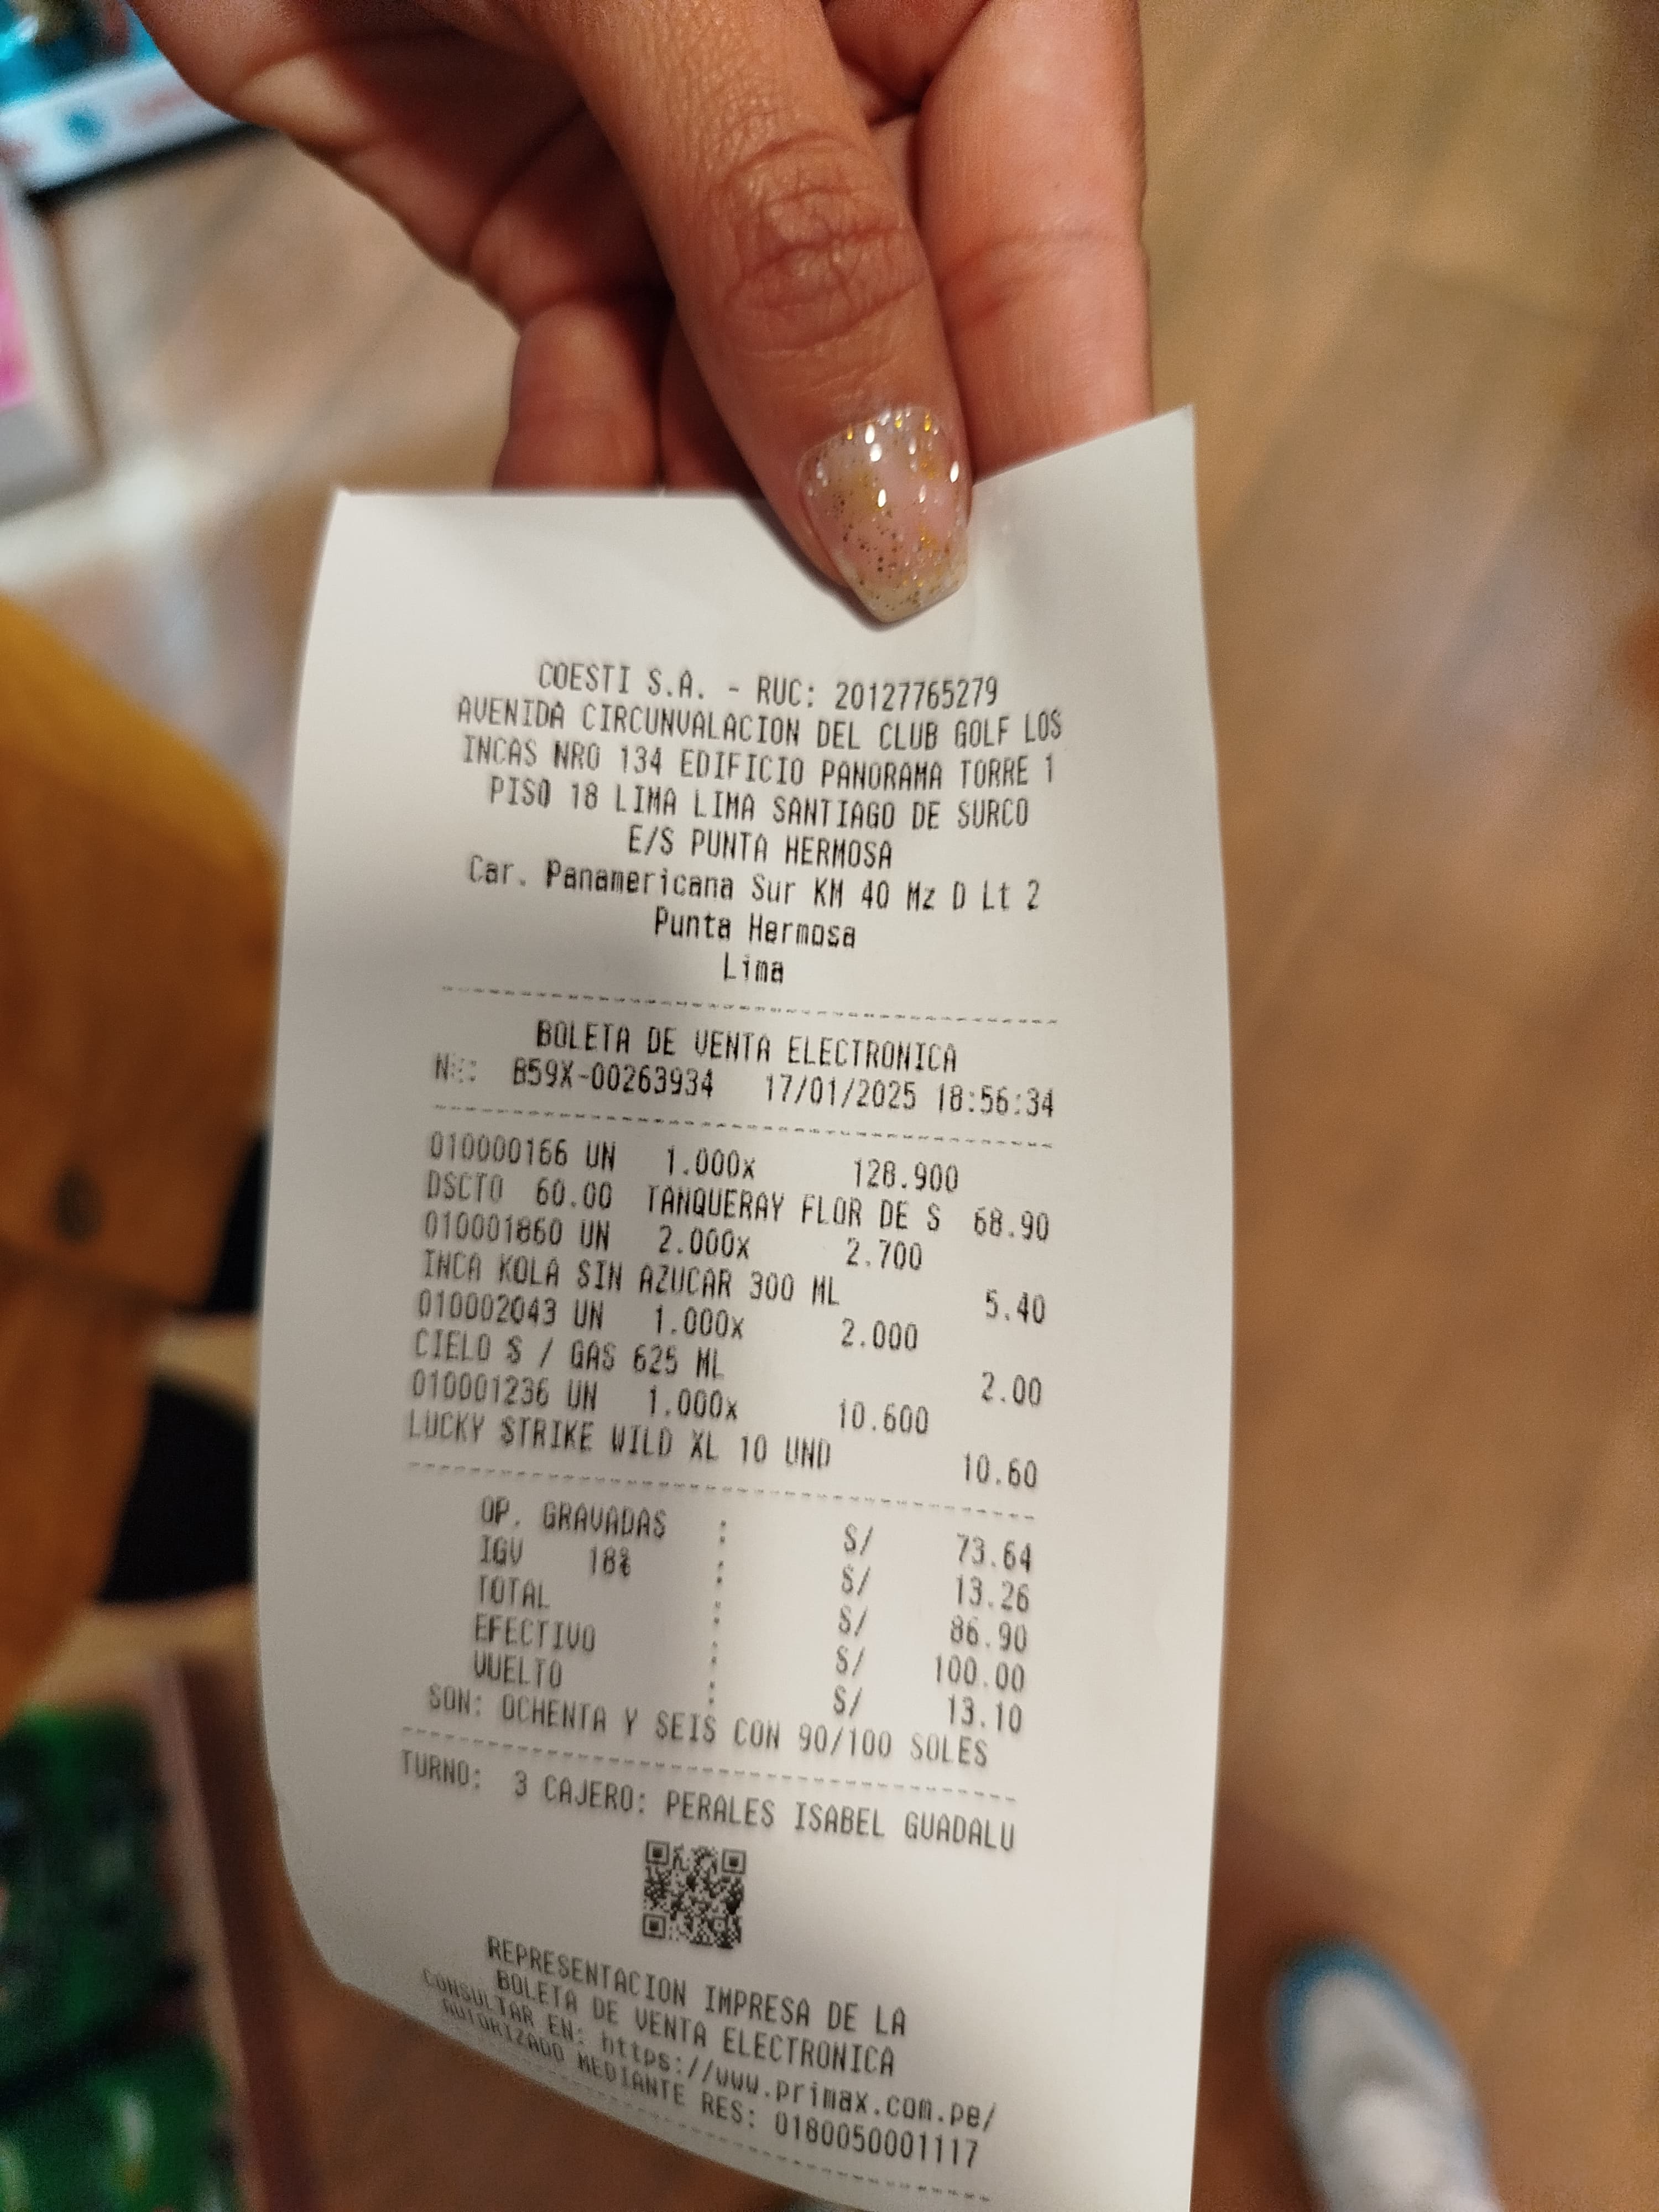 COESTI S.A. - RUC: 20127765279
AVENIDA CIRCUNVALACION DEL CLUB GOLF LOS
INCAS NRO 134 EDIFICIO PANORAMA TORRE 1
PISO 18 LIMA LIMA SANTIAGO DE SURCO
E/S PUNTA HERMOSA
Car. Panamericana Sur KM 40 Mz D Lt 2
Punta Hermosa
Lima
BOLETA DE VENTA ELECTRONICA
B59X-00263934 17/01/2025 18:56:34
010000166 UN 1.000x 128.900
DSCTO 60.00 TANQUERAY FLOR DE S 68.90
010001860 UN 2.000x 2.700
INCA KOLA SIN AZUCAR 300 ML 5.40
010002043 UN 1.000x 2.000
CIELO S / GAS 625 ML 2.00
010001236 UN 1.000x 10.600
LUCKY STRIKE WILD XL 10 UND 10.60
OP. GRAVADAS : S/ 73.64
IGV 18% : S/ 13.26
TOTAL : S/ 86.90
EFECTIVO : S/ 100.00
VUELTO : S/ 13.10
SON: OCHENTA Y SEIS CON 90/100 SOLES
TURNO: 3 CAJERO: PERALES ISABEL GUADALU
REPRESENTACION IMPRESA DE LA
BOLETA DE VENTA ELECTRONICA
CONSULTAR EN: https://www.primax.com.pe/
AUTORIZADO MEDIANTE RES: 0180050001117